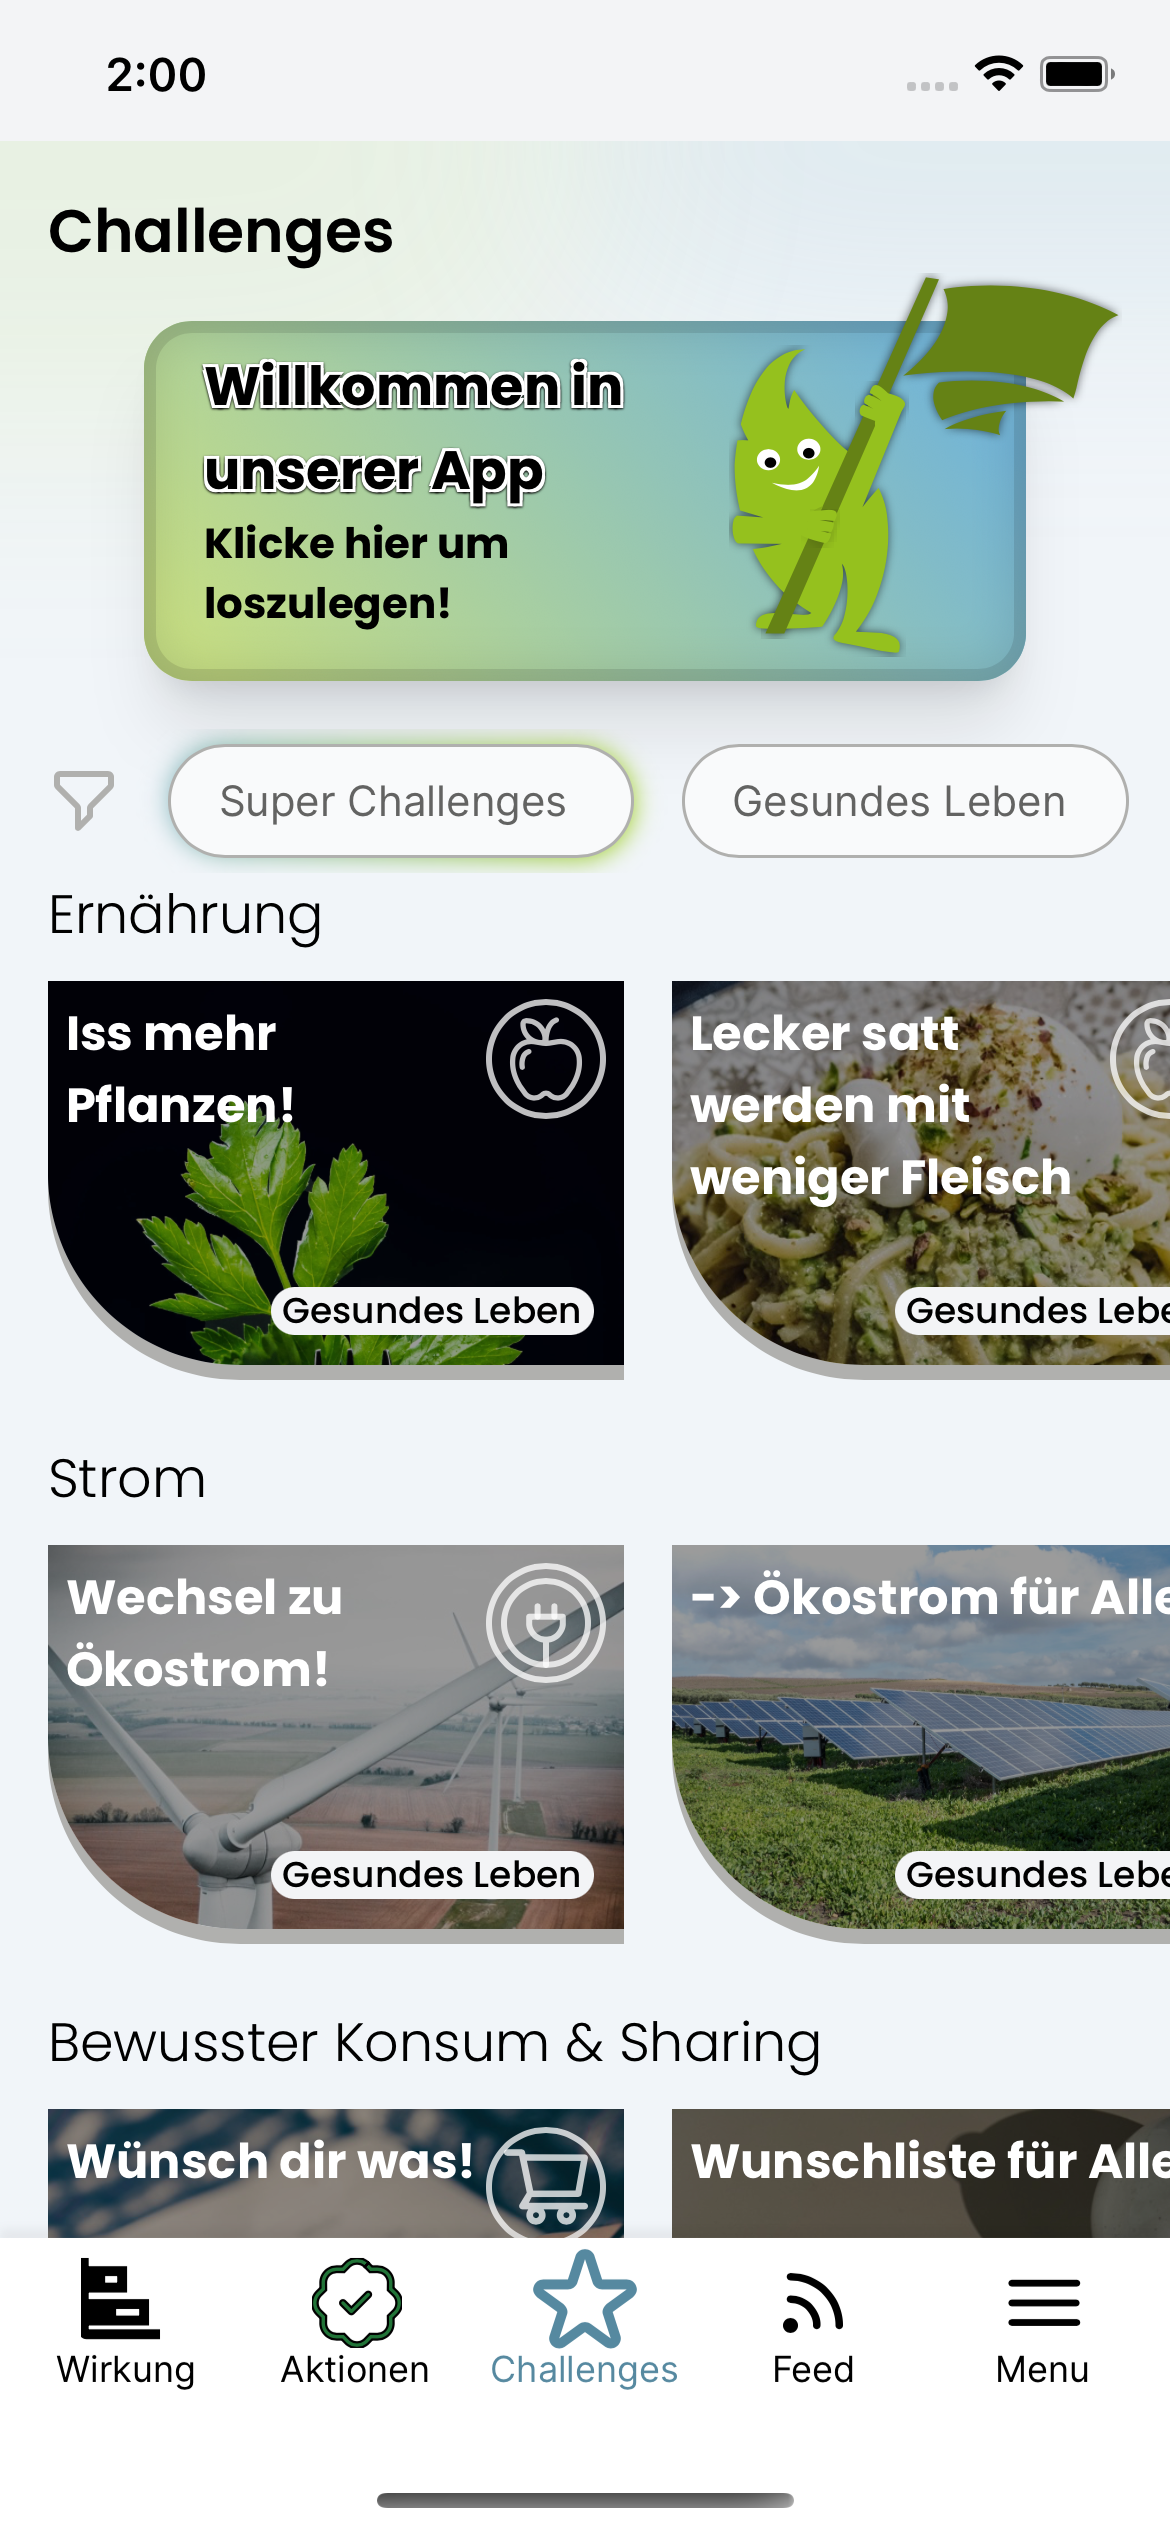 2:00
Challenges
Willkommen in
unserer App
Klicke hier um
loszulegen!
Super Challenges
Gesundes Leben
Ernährung
Iss mehr
Pflanzen!
Gesundes Leben
Lecker satt
werden mit
weniger Fleisch
Gesundes Lebe
Strom
Wechsel zu
Ökostrom!
Gesundes Leben
-> Ökostrom für Alle
Gesundes Lebe
Bewusster Konsum & Sharing
Wünsch dir was!
Wunschliste für Alle
Wirkung
Aktionen
Challenges
Feed
Menu